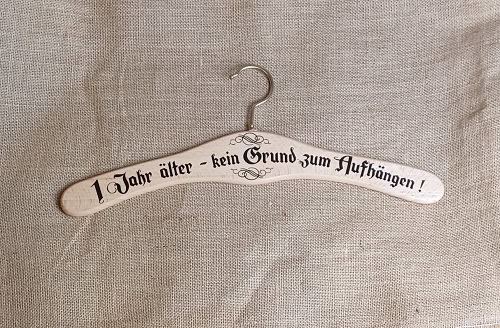 1 Jahr älter - kein Grund zum Aufhängen !